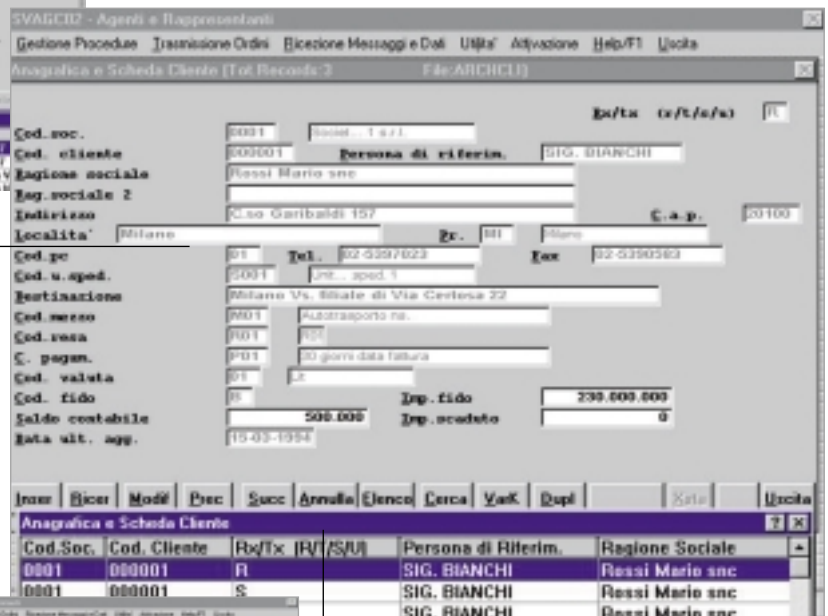 SVAGCO2 - Agenti e Rappresentanti
Gestione Procedure Trasmissione Ordini Ricezione Messaggi e Dati Utilita' Attivazione Help/F1 Uscita
Anagrafica e Scheda Cliente (Tot.Records:3 File:ARCHCLI)
Rx/tx (r/t/s/u) R
Cod.soc. 0001 Societ... 1 s.r.l.
Cod. cliente 000001 Persona di riferim. SIG. BIANCHI
Ragione sociale Rossi Mario snc
Rag.sociale 2
Indirizzo C.so Garibaldi 157 C.a.p. 20100
Localita' Milano Pr. MI Milano
Cod.pc 01 Tel. 02-5397023 Fax 02-5390583
Cod.u.sped. S001 Unit... sped. 1
Destinazione Milano Vs. filiale di Via Certosa 22
Cod.mezzo M01 Autotrasporto ns.
Cod.resa R01 R01
C. pagam. P01 30 giorni data fattura
Cod. valuta 01 Lit
Cod. fido B Imp.fido 230.000.000
Saldo contabile 500.000 Imp.scaduto 0
Data ult. agg. 15-03-1994
Inser Ricer Modif Prec Succ Annulla Elenco Cerca VarK Dupl Uscita
Anagrafica e Scheda Cliente
Cod.Soc. Cod. Cliente Rx/Tx (R/T/S/U) Persona di Riferim. Ragione Sociale
0001 000001 R SIG. BIANCHI Rossi Mario snc
0001 000001 S SIG. BIANCHI Rossi Mario snc
SIG. BIANCHI Rossi Mario snc